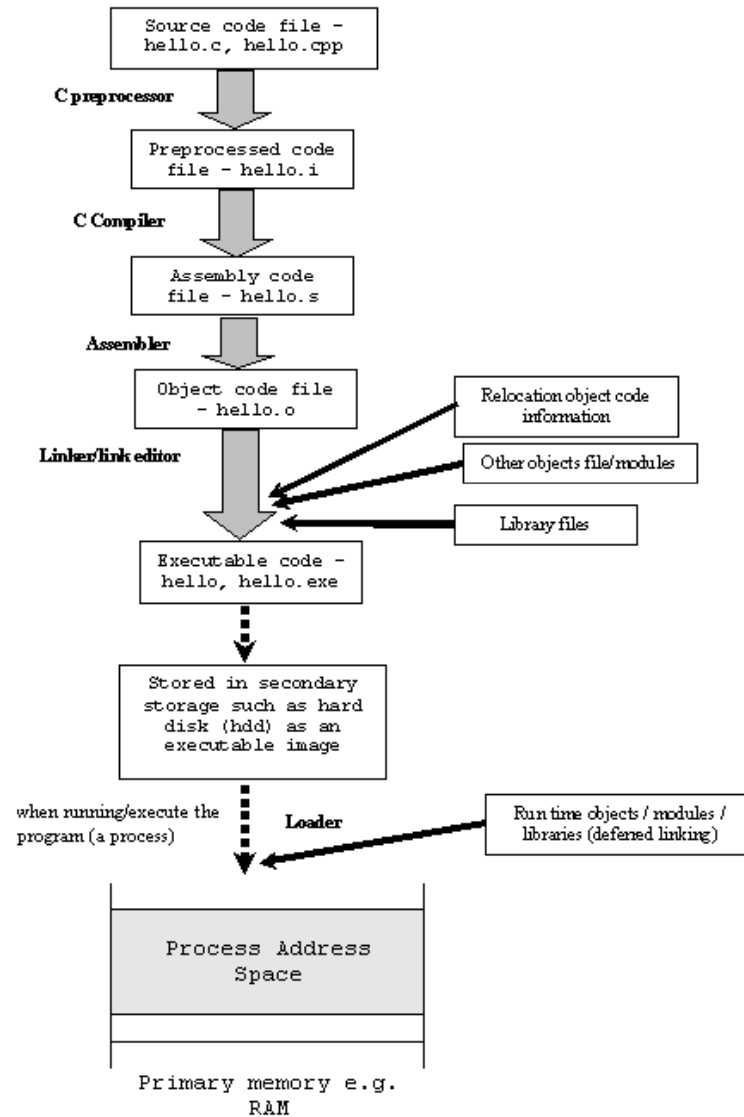 Source code file -
hello.c, hello.cpp
C preprocessor
Preprocessed code
file - hello.i
C Compiler
Assembly code
file - hello.s
Assembler
Object code file
- hello.o
Relocation object code
information
Linker/link editor
Other objects file/modules
Library files
Executable code -
hello, hello.exe
Stored in secondary
storage such as hard
disk (hdd) as an
executable image
when running/execute the
program (a process)
Loader
Run time objects / modules /
libraries (deferred linking)
Process Address
Space
Primary memory e.g.
RAM